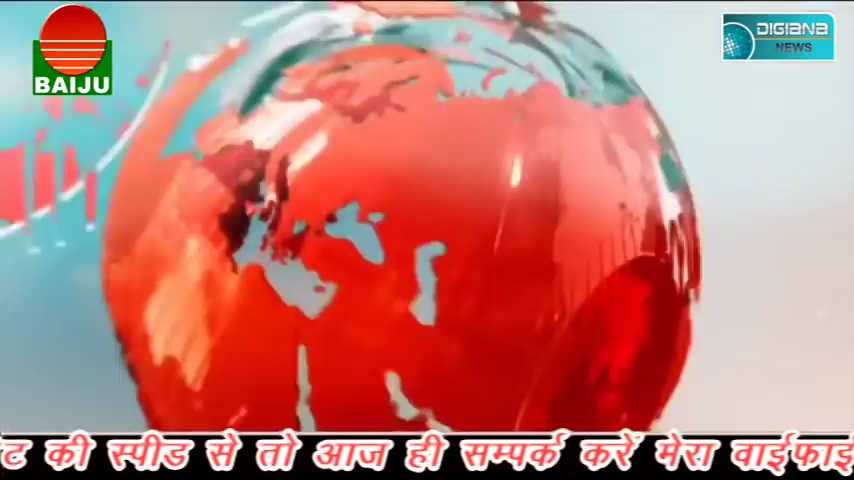 BAIJU
DIGIANA
NEWS
की स्पीड से तो आज ही सम्पर्क करें मेरा वाईफाई